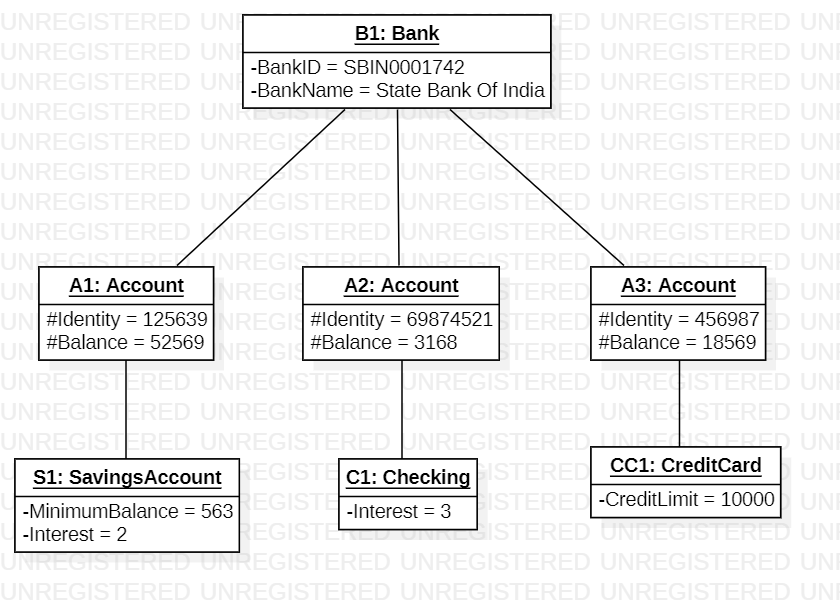 B1: Bank
-BankID = SBIN0001742
-BankName = State Bank Of India
A1: Account
#Identity = 125639
#Balance = 52569
A2: Account
#Identity = 69874521
#Balance = 3168
A3: Account
#Identity = 456987
#Balance = 18569
S1: SavingsAccount
-MinimumBalance = 563
-Interest = 2
C1: Checking
-Interest = 3
CC1: CreditCard
-CreditLimit = 10000
UNREGISTERED